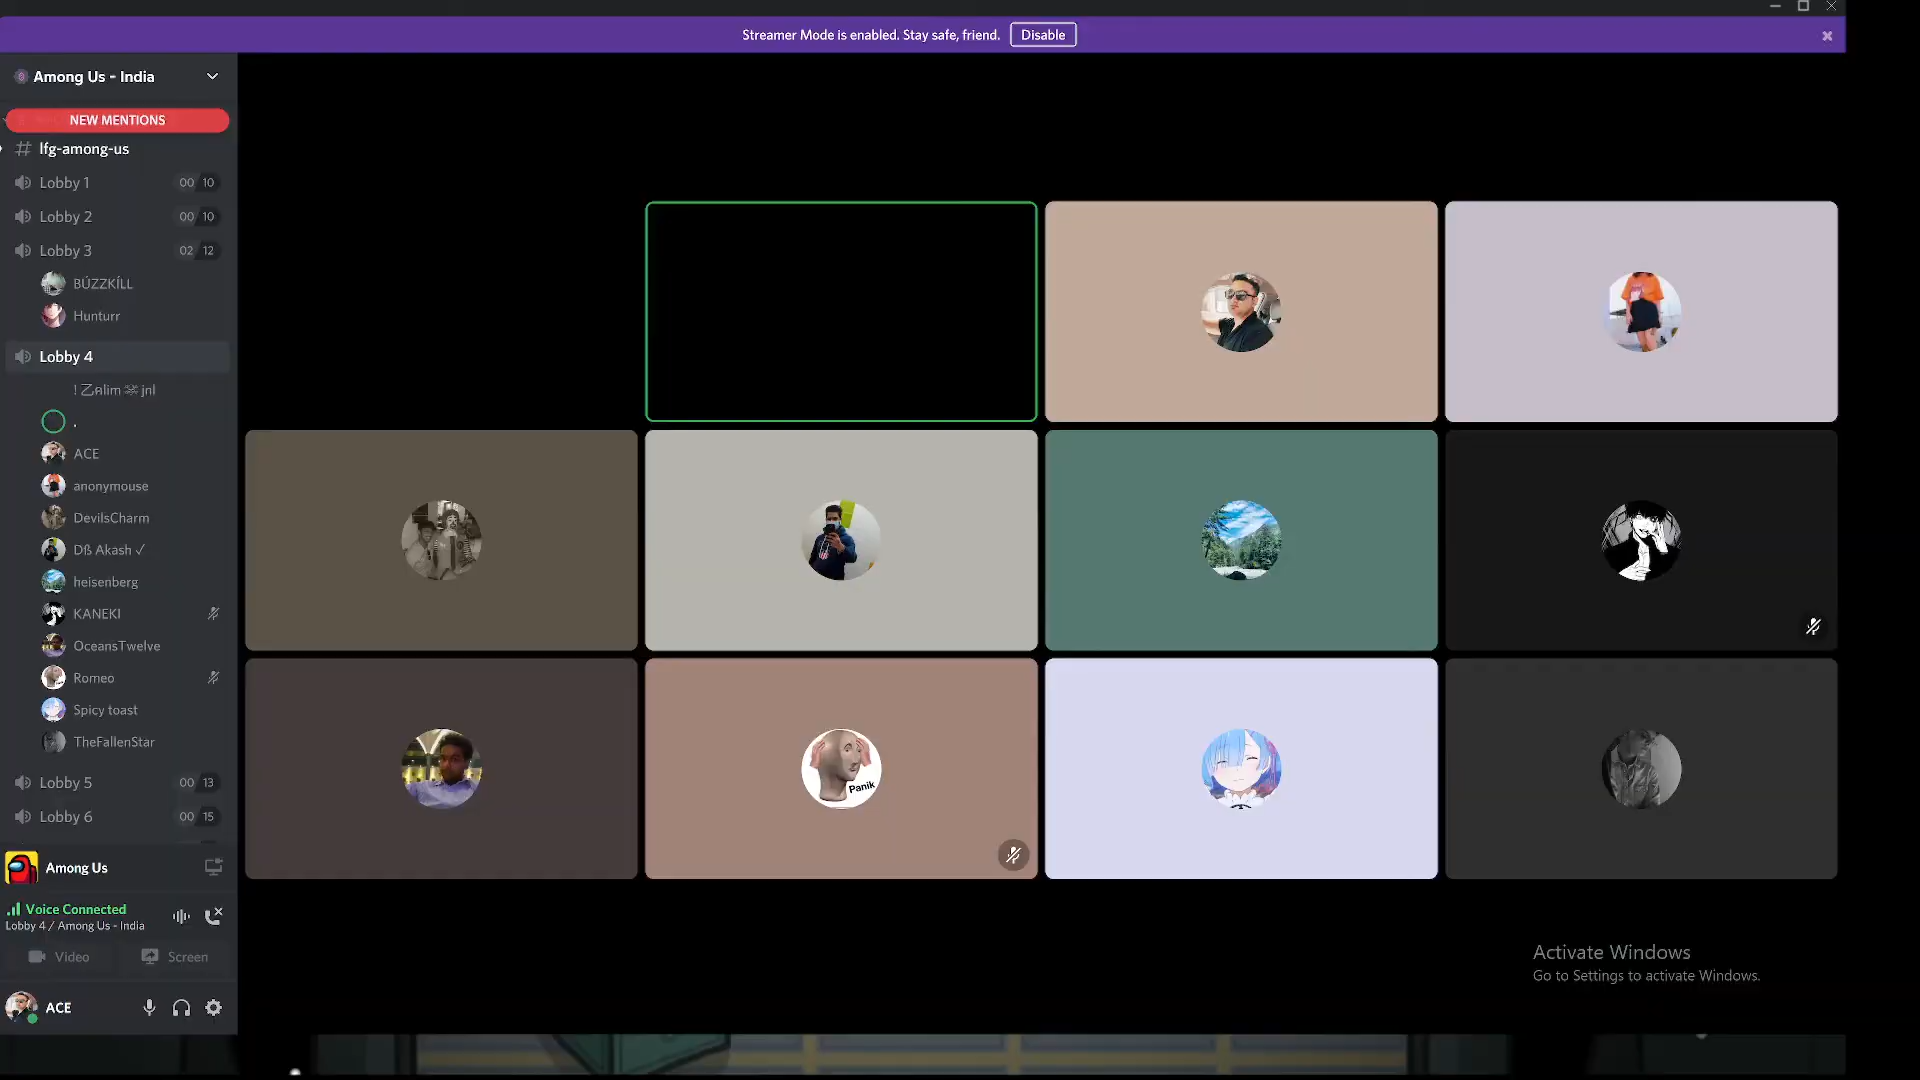 Streamer Mode is enabled. Stay safe, friend. Disable
Among Us - India
NEW MENTIONS
lfg-among-us
Lobby 1 00 10
Lobby 2 00 10
Lobby 3 02 12
BÚZZKÍLL
Hunturr
Lobby 4
jnl
.
ACE
anonymouse
DevilsCharm
Dß Akash ✓
heisenberg
KANEKI
OceansTwelve
Romeo
Spicy toast
TheFallenStar
Lobby 5 00 13
Lobby 6 00 15
Among Us
Voice Connected
Lobby 4 / Among Us - India
Video Screen
ACE
Panik
Activate Windows
Go to Settings to activate Windows.